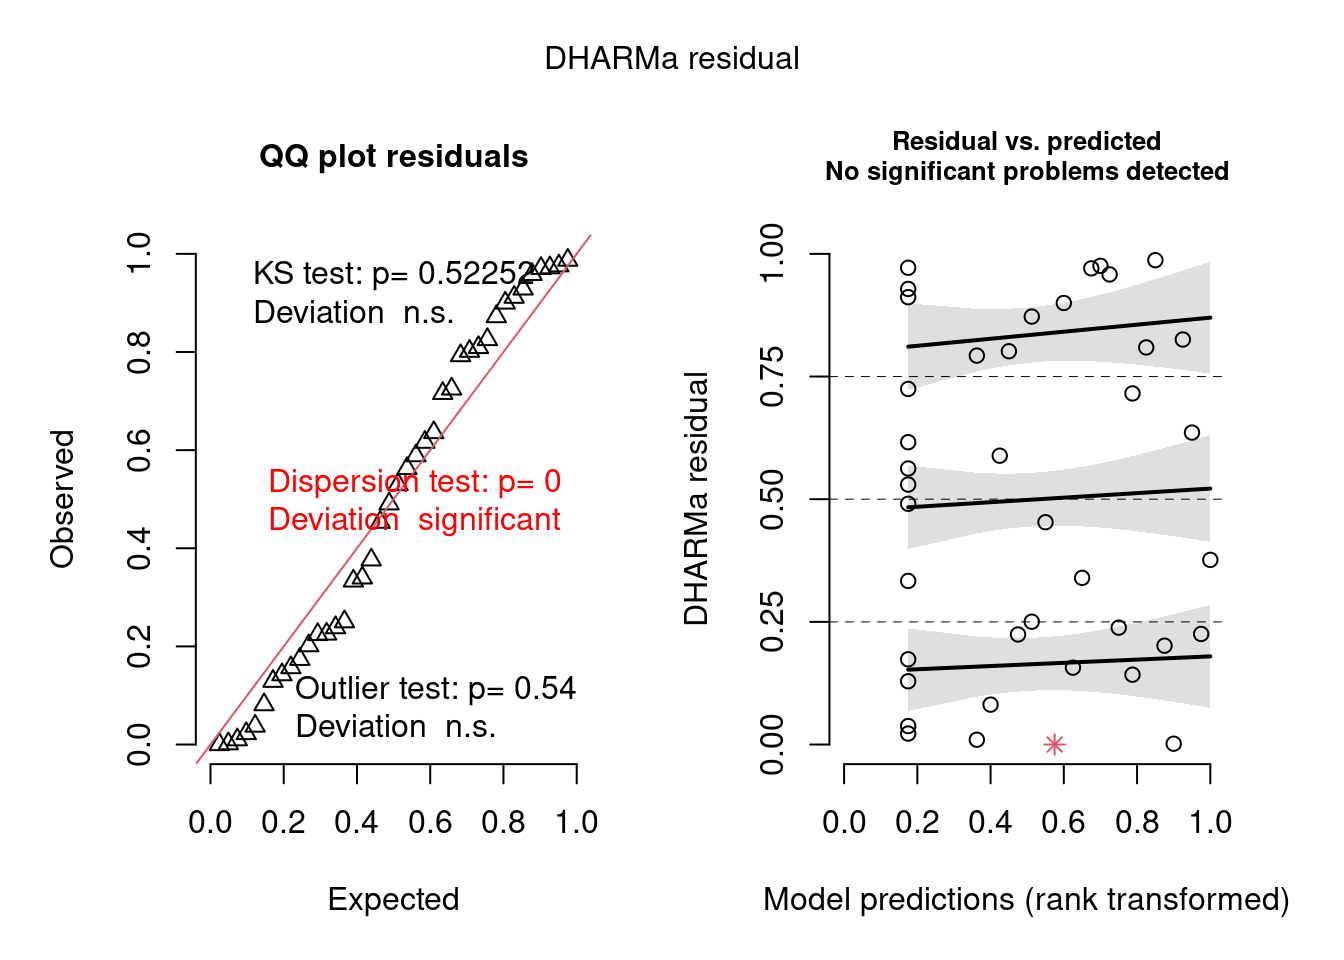 DHARMa residual
QQ plot residuals
KS test: p= 0.52252
Deviation  n.s.
Dispersion test: p= 0
Deviation  significant
Outlier test: p= 0.54
Deviation  n.s.
Observed
1.0
0.8
0.6
0.4
0.2
0.0
0.0 0.2 0.4 0.6 0.8 1.0
Expected
Residual vs. predicted
No significant problems detected
DHARMa residual
1.00
0.75
0.50
0.25
0.00
0.0 0.2 0.4 0.6 0.8 1.0
Model predictions (rank transformed)